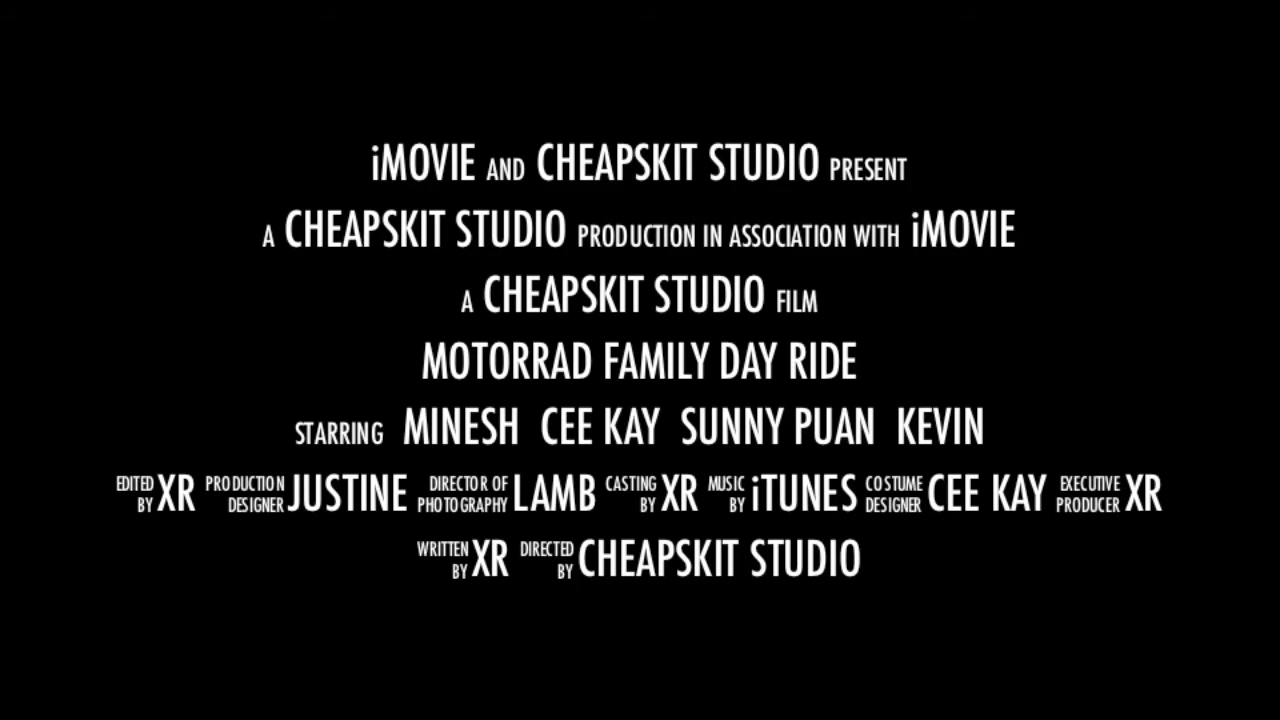 iMOVIE AND CHEAPSKIT STUDIO PRESENT
A CHEAPSKIT STUDIO PRODUCTION IN ASSOCIATION WITH iMOVIE
A CHEAPSKIT STUDIO FILM
MOTORRAD FAMILY DAY RIDE
STARRING MINESH CEE KAY SUNNY PUAN KEVIN
EDITED BY XR PRODUCTION DESIGNER JUSTINE DIRECTOR OF PHOTOGRAPHY LAMB CASTING BY XR MUSIC BY iTUNES COSTUME DESIGNER CEE KAY EXECUTIVE PRODUCER XR
WRITTEN BY XR DIRECTED BY CHEAPSKIT STUDIO